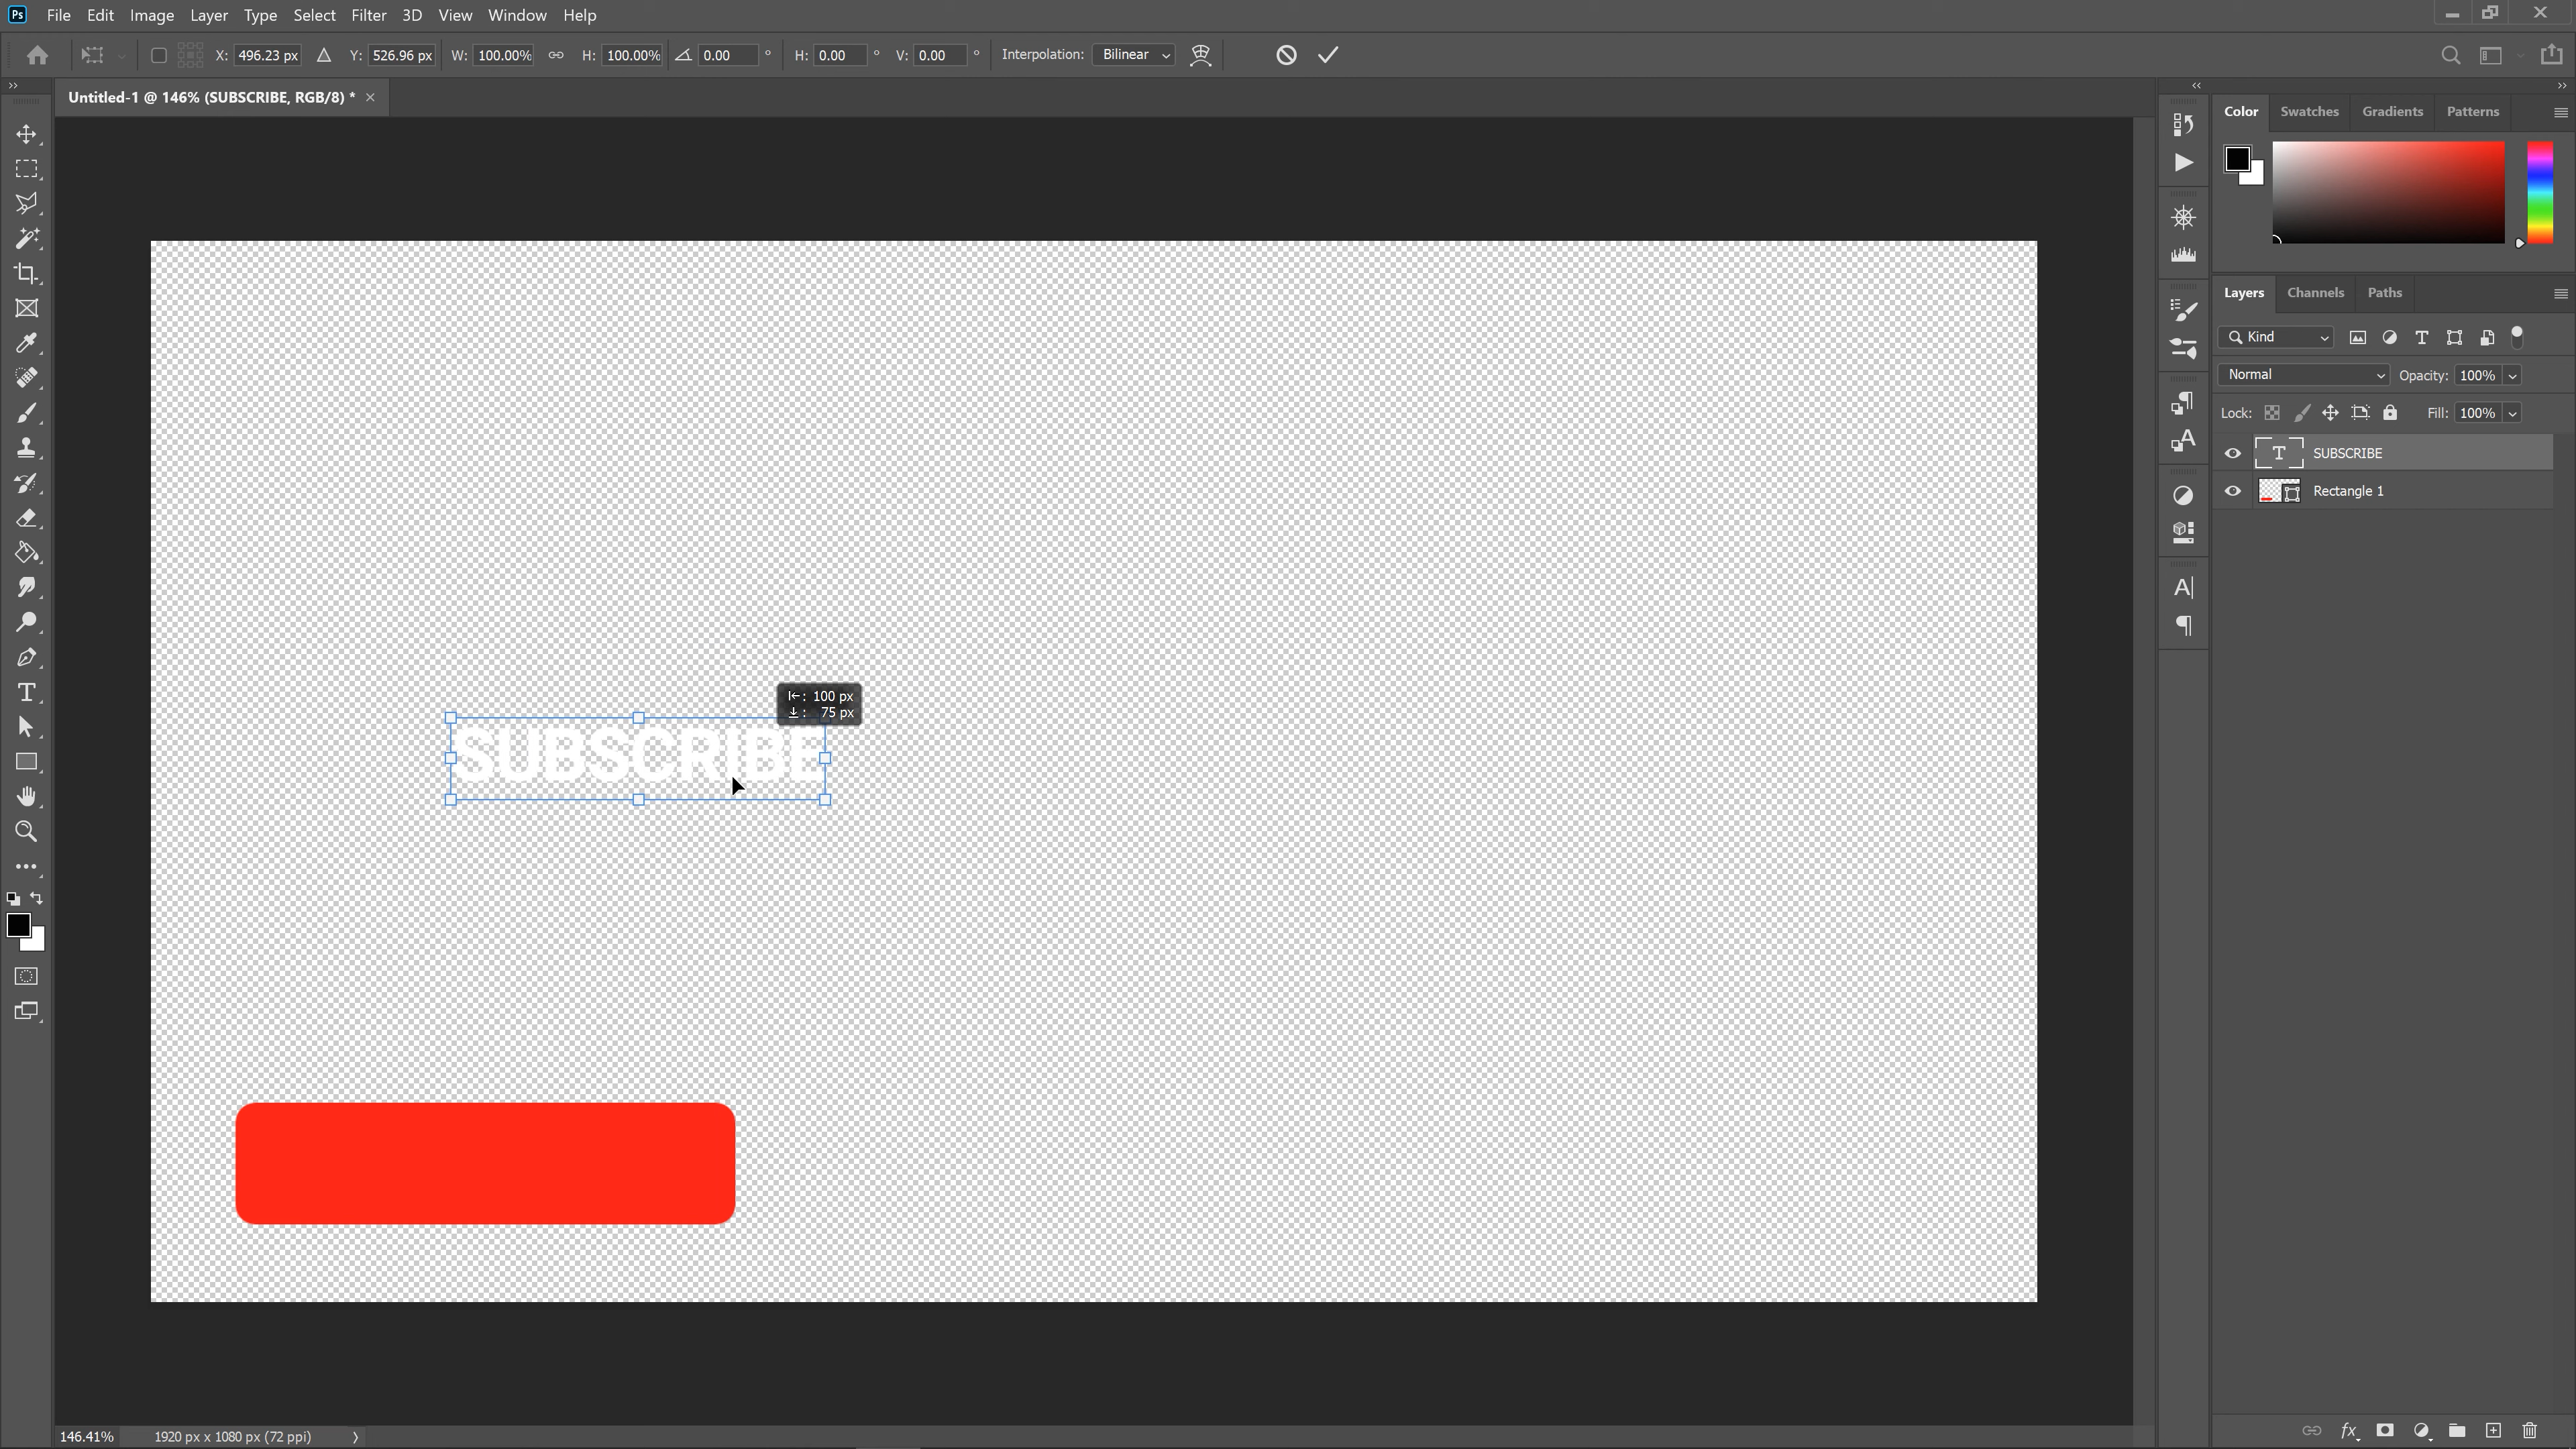 Ps File Edit Image Layer Type Select Filter 3D View Window Help
X: 496.23 px Y: 526.96 px W: 100.00% H: 100.00% 0.00 ° H: 0.00 ° V: 0.00 ° Interpolation: Bilinear
Untitled-1 @ 146% (SUBSCRIBE, RGB/8) * ×
Color Swatches Gradients Patterns
Layers Channels Paths
Kind
Normal Opacity: 100%
Lock: Fill: 100%
SUBSCRIBE
Rectangle 1
: 100 px
: 75 px
SUBSCRIBE
146.41% 1920 px x 1080 px (72 ppi)
fx